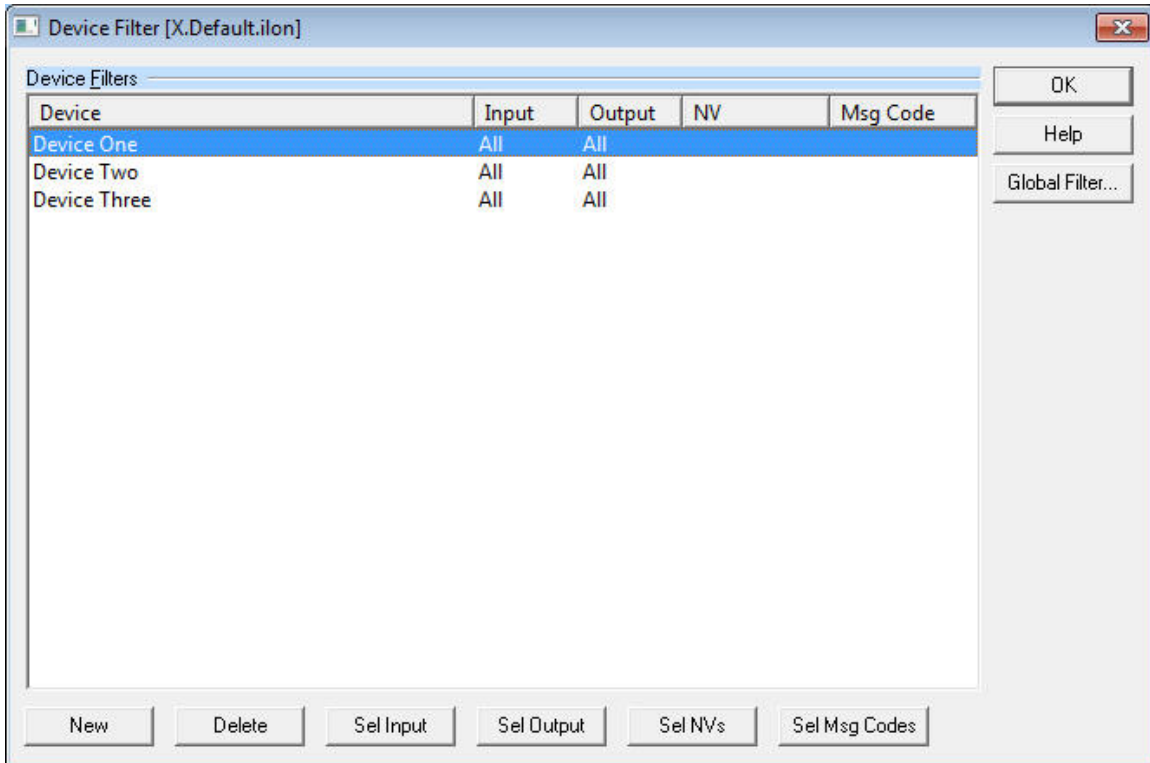 Device Filter [X.Default.ilon]
Device Filters
Device Input Output NV Msg Code
Device One All All
Device Two All All
Device Three All All
OK
Help
Global Filter...
New Delete Sel Input Sel Output Sel NVs Sel Msg Codes